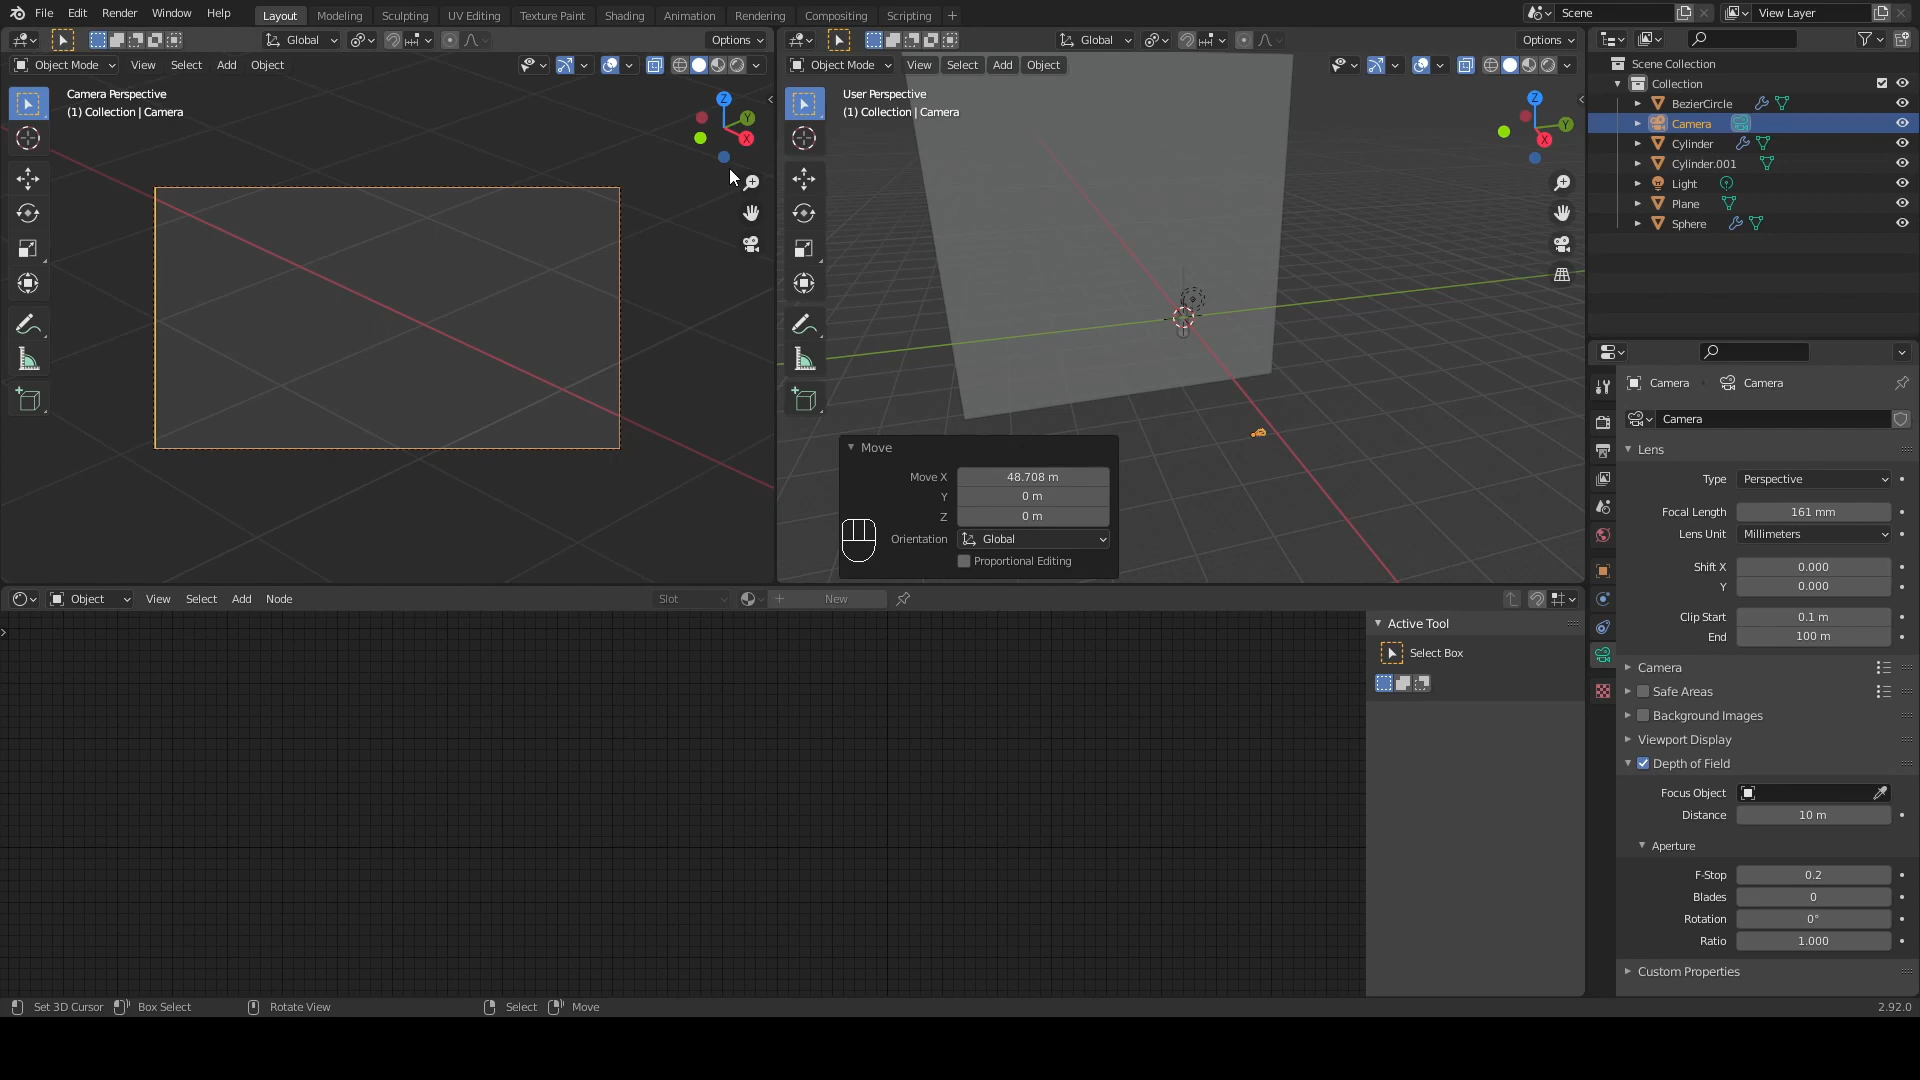 File Edit Render Window Help Layout Modeling Sculpting UV Editing Texture Paint Shading Animation Rendering Compositing Scripting + Scene View Layer
Global Options
Object Mode View Select Add Object
Camera Perspective
(1) Collection | Camera
Z
Y
X
Global Options
Object Mode View Select Add Object
User Perspective
(1) Collection | Camera
Z
Y
X
Move
Move X 48.708 m
Y 0 m
Z 0 m
Orientation Global
Proportional Editing
Scene Collection
Collection
BezierCircle
Camera
Cylinder
Cylinder.001
Light
Plane
Sphere
Camera Camera
Camera
Lens
Type Perspective
Focal Length 161 mm
Lens Unit Millimeters
Shift X 0.000
Y 0.000
Clip Start 0.1 m
End 100 m
Camera
Safe Areas
Background Images
Viewport Display
Depth of Field
Focus Object
Distance 10 m
Aperture
F-Stop 0.2
Blades 0
Rotation 0°
Ratio 1.000
Custom Properties
Object View Select Add Node Slot New
Active Tool
Select Box
Set 3D Cursor Box Select Rotate View Select Move 2.92.0